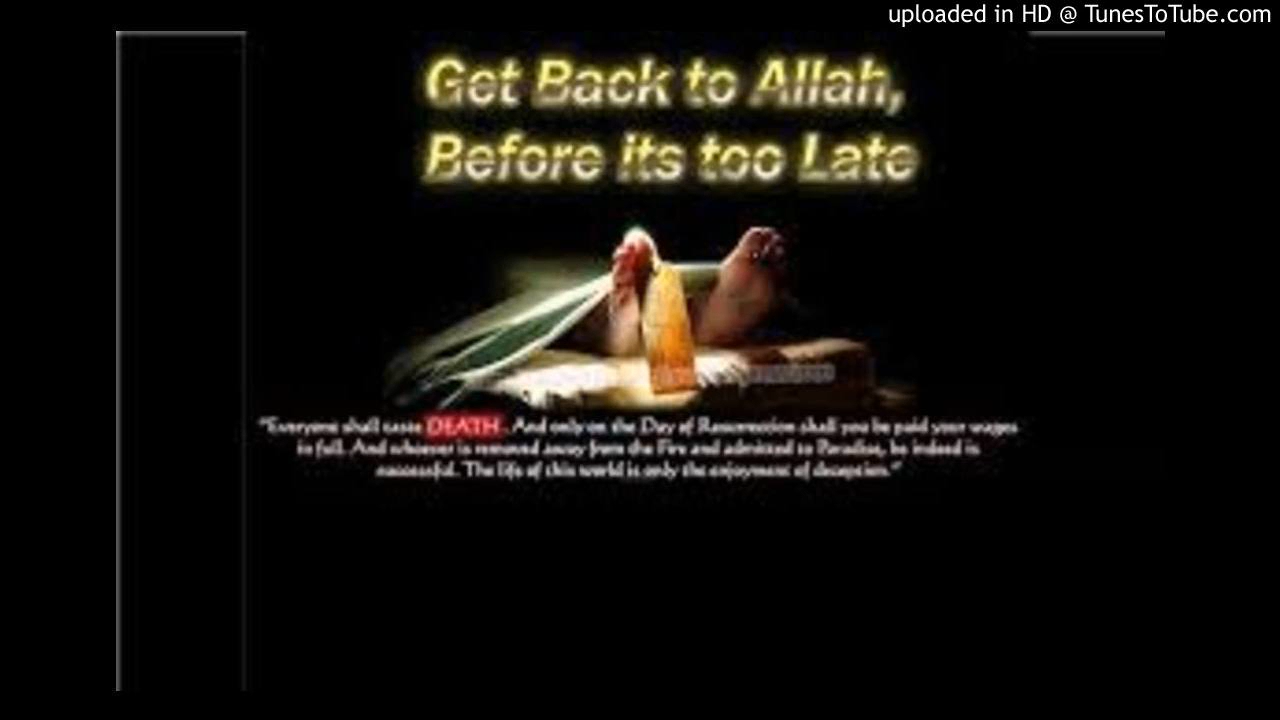 uploaded in HD @ TunesToTube.com
Get Back to Allah,
Before its too Late
"Everyone shall taste DEATH. And only on the Day of Resurrection shall you be paid your wages
in full. And whoever is removed away from the Fire and admitted to Paradise, he indeed is
successful. The life of this world is only the enjoyment of deception."